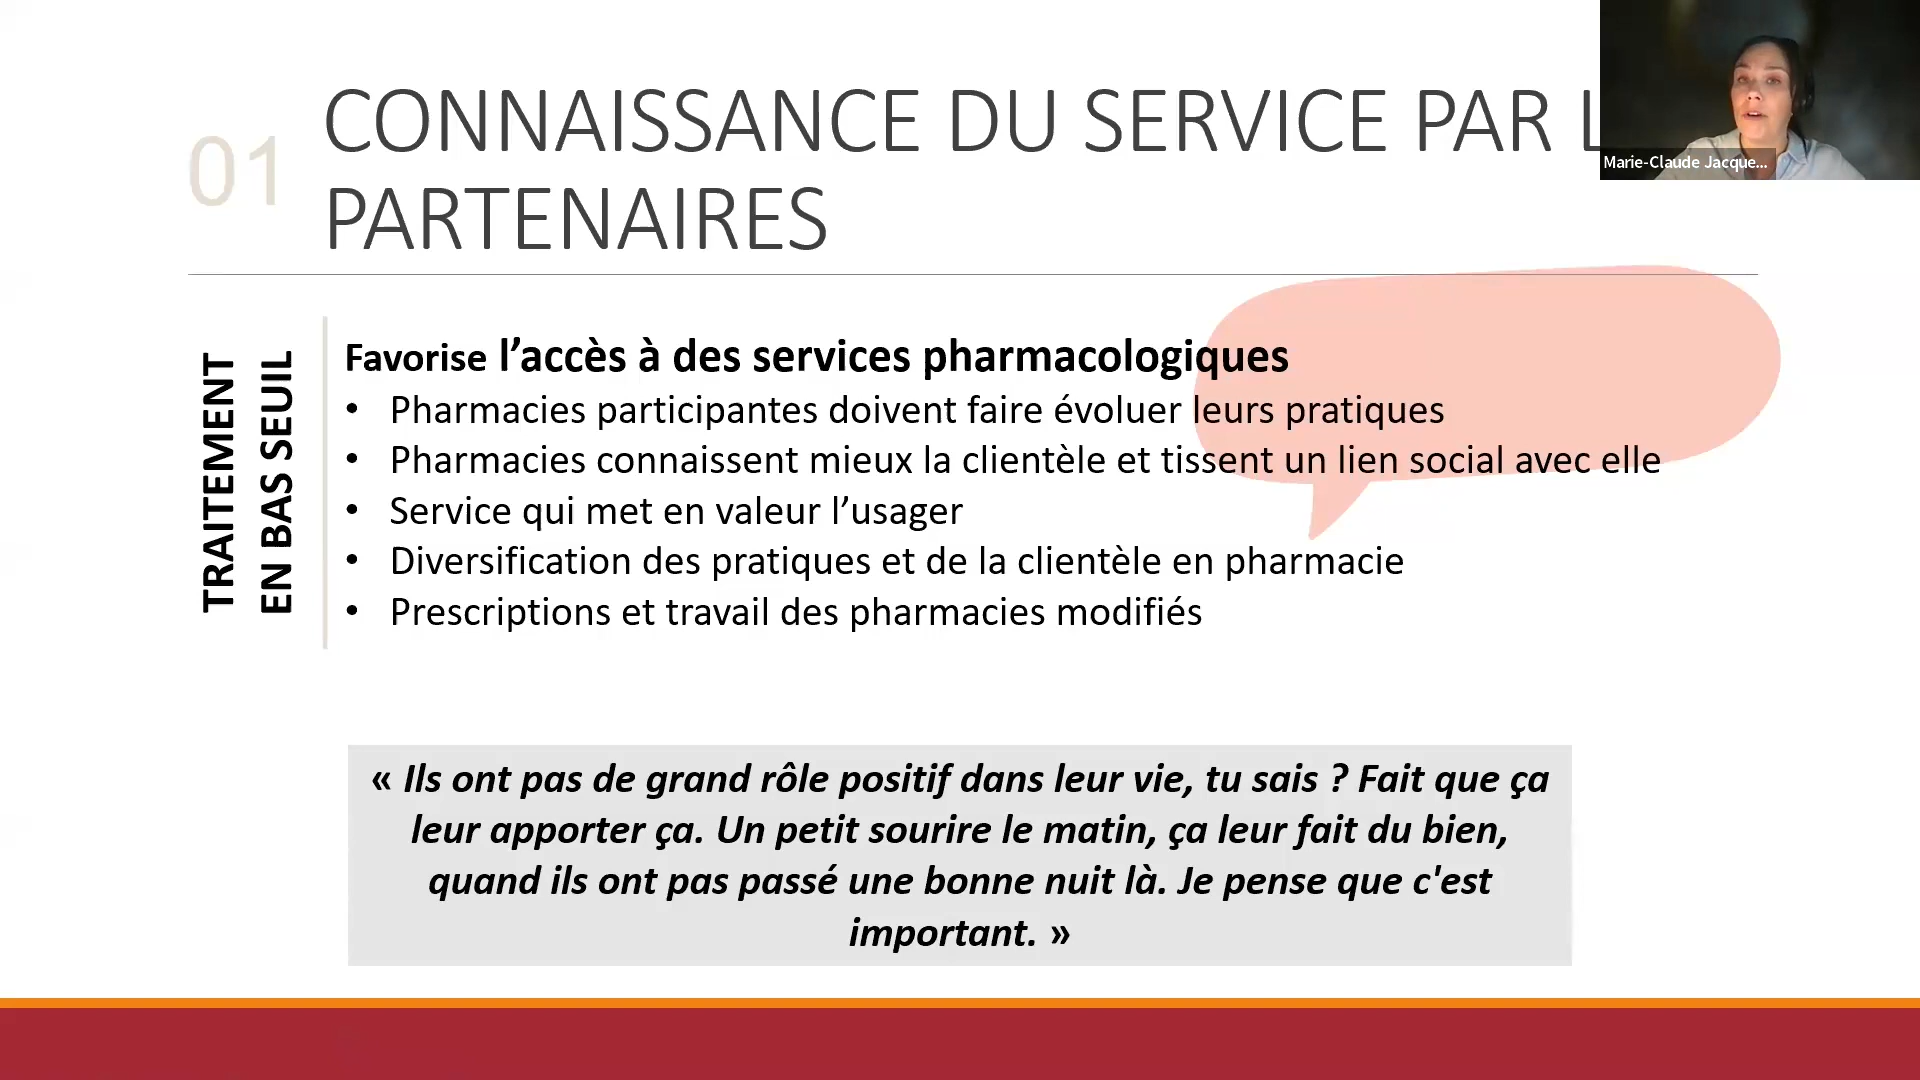 01
CONNAISSANCE DU SERVICE PAR
PARTENAIRES
Marie-Claude Jacque...
TRAITEMENT
EN BAS SEUIL
Favorise l’accès à des services pharmacologiques
• Pharmacies participantes doivent faire évoluer leurs pratiques
• Pharmacies connaissent mieux la clientèle et tissent un lien social avec elle
• Service qui met en valeur l’usager
• Diversification des pratiques et de la clientèle en pharmacie
• Prescriptions et travail des pharmacies modifiés
« Ils ont pas de grand rôle positif dans leur vie, tu sais ? Fait que ça
leur apporter ça. Un petit sourire le matin, ça leur fait du bien,
quand ils ont pas passé une bonne nuit là. Je pense que c'est
important. »